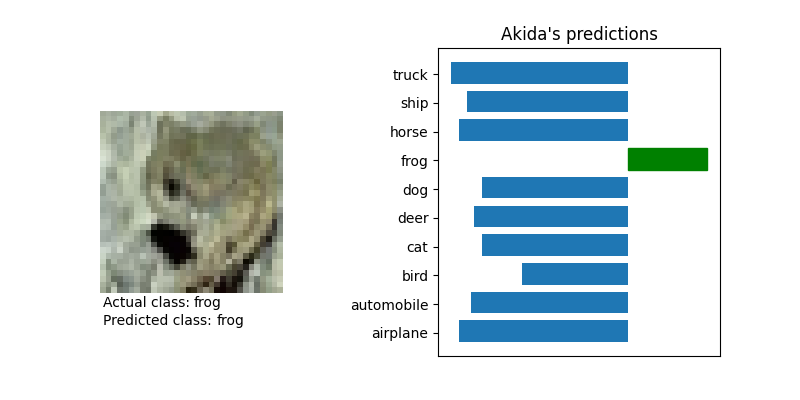 Akida's predictions
truck
ship
horse
frog
dog
deer
cat
bird
automobile
airplane
Actual class: frog
Predicted class: frog